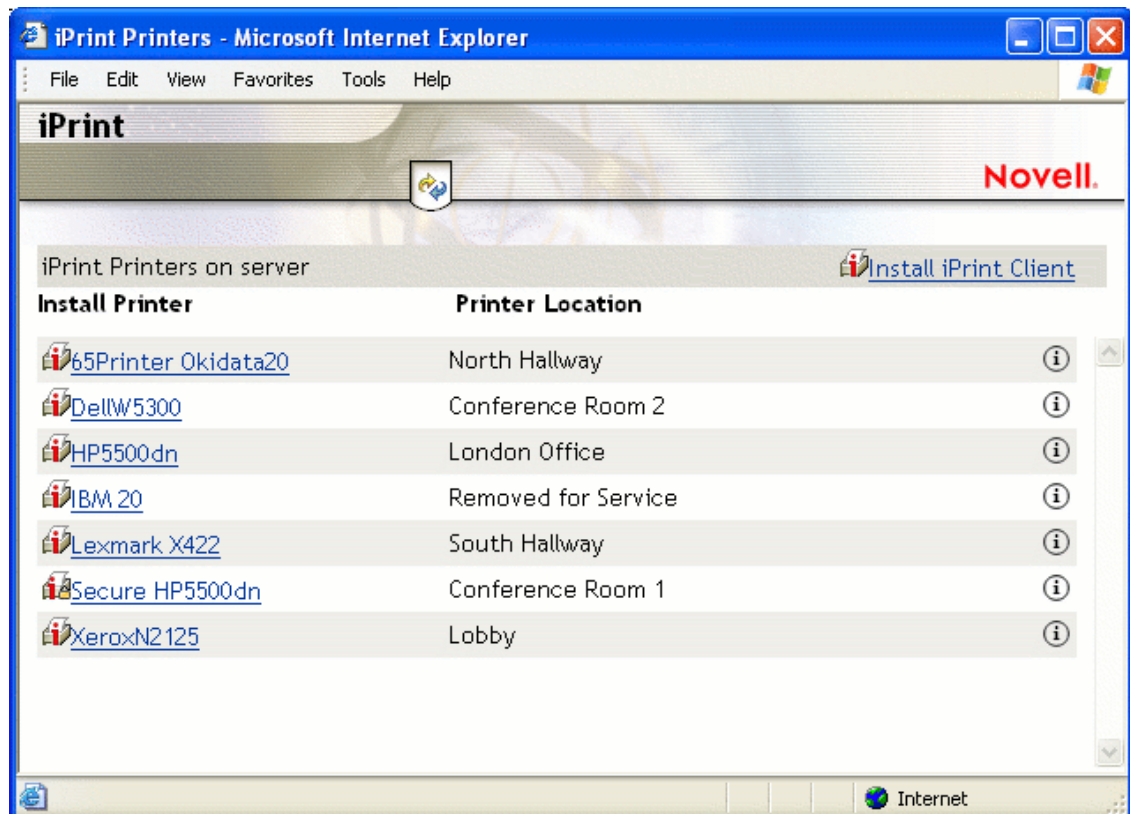 iPrint Printers - Microsoft Internet Explorer
File Edit View Favorites Tools Help
iPrint
Novell.
iPrint Printers on server Install iPrint Client
Install Printer Printer Location
65Printer Okidata20 North Hallway
DellW5300 Conference Room 2
HP5500dn London Office
IBM 20 Removed for Service
Lexmark X422 South Hallway
Secure HP5500dn Conference Room 1
XeroxN2125 Lobby
Internet